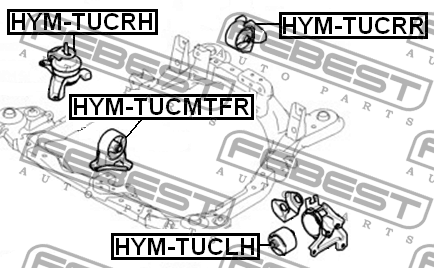 HYM-TUCRH
HYM-TUCRR
HYM-TUCMTFR
HYM-TUCLH
FEBEST
AUTO PARTS
FEBEST
AUTO PARTS
FEBEST
AUTO PARTS
FEBEST
AUTO PARTS